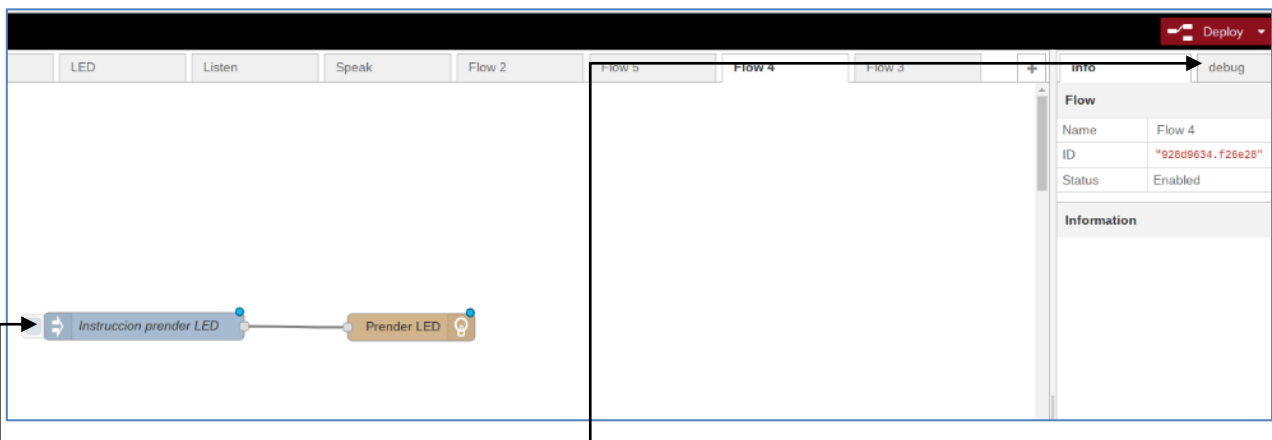 Deploy
LED Listen Speak Flow 2 Flow 5 Flow 4 Flow 3 + Info debug
Flow
Name Flow 4
ID "928d9634.f26e28"
Status Enabled
Information
Instruccion prender LED Prender LED